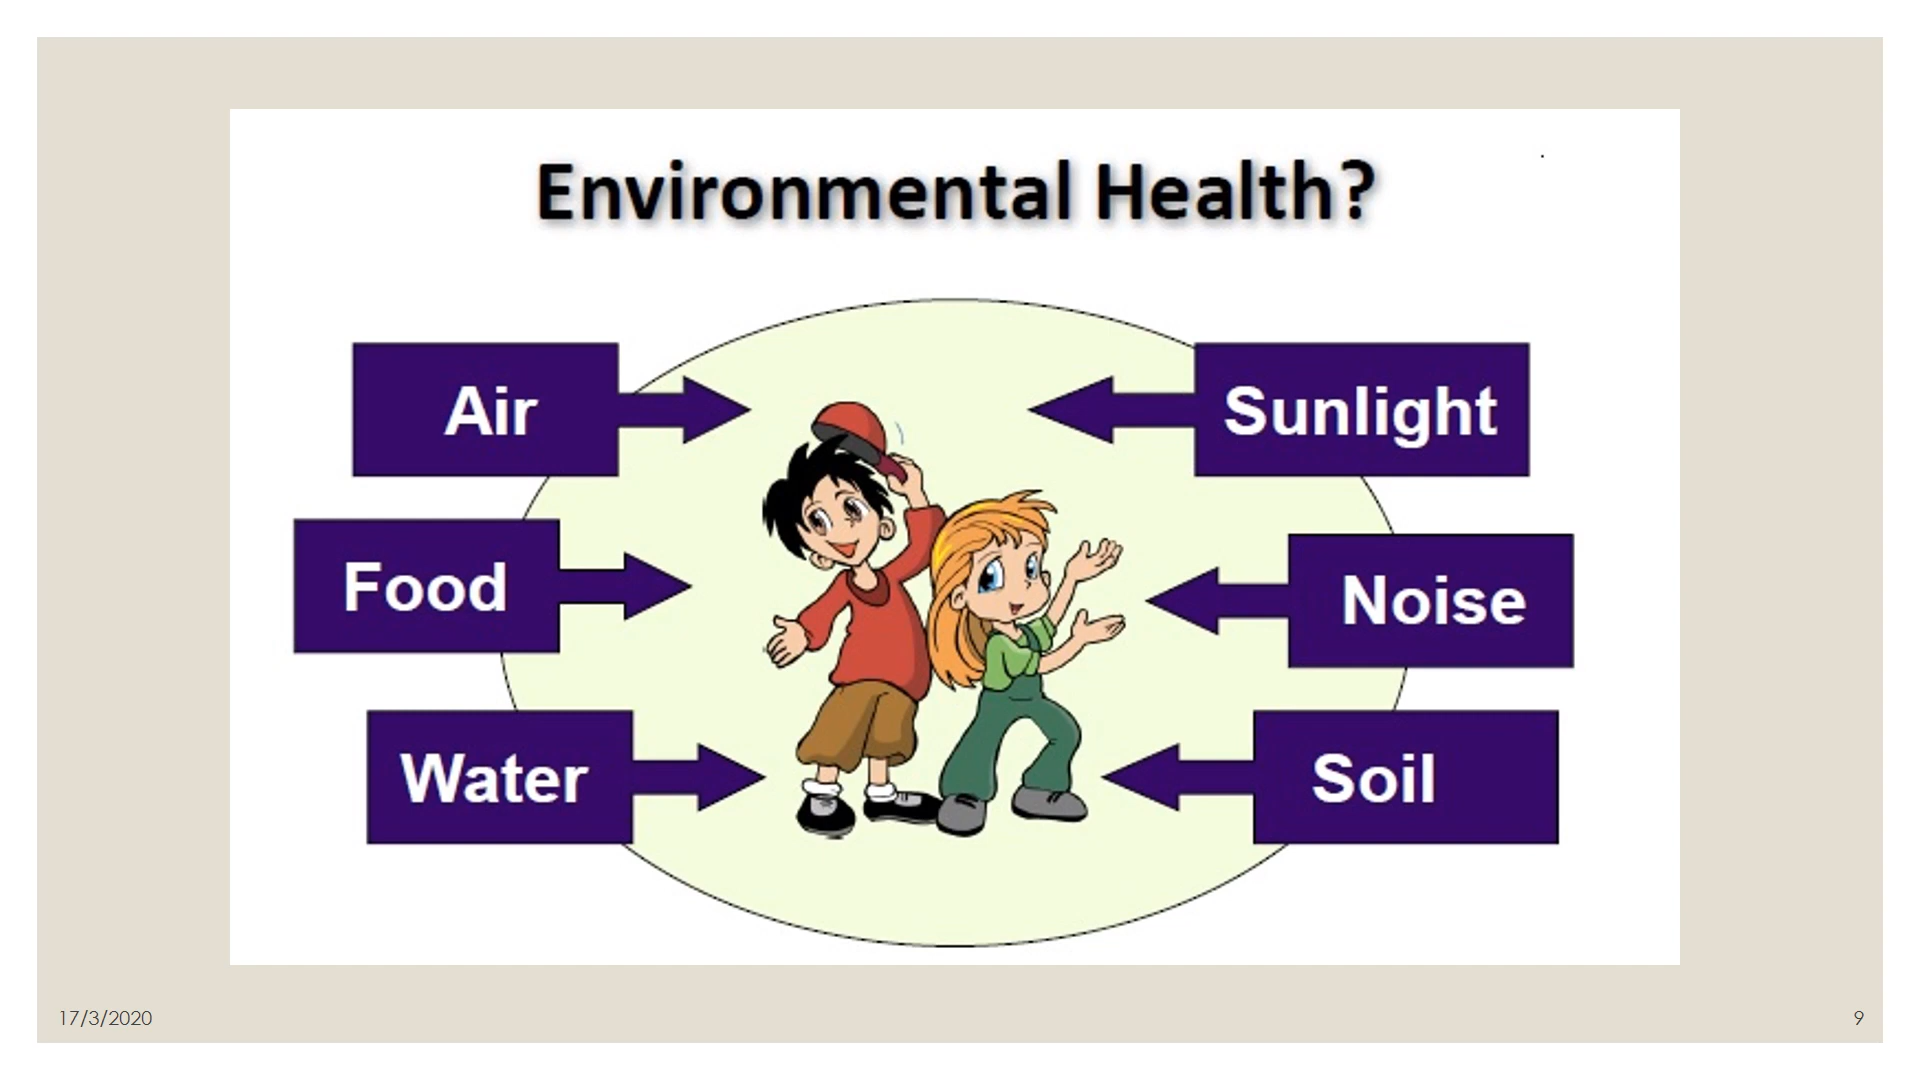 Environmental Health?
Air
Sunlight
Food
Noise
Water
Soil
17/3/2020
9